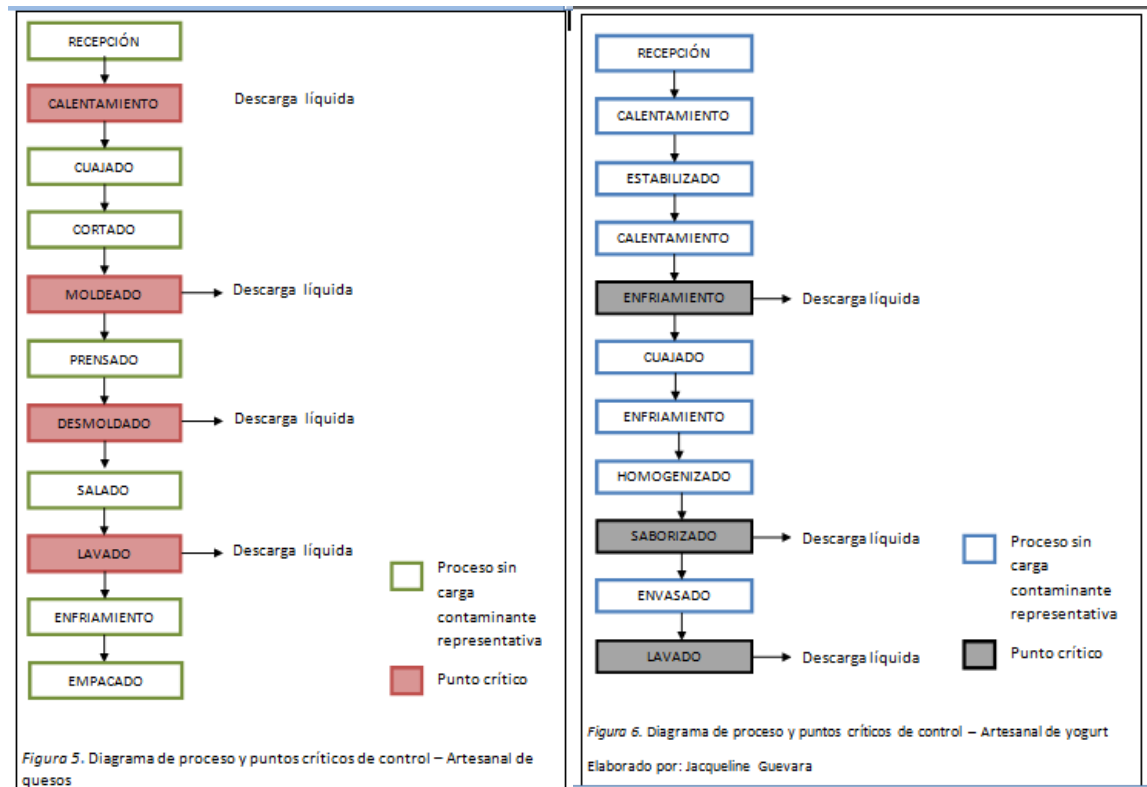 RECEPCIÓN
CALENTAMIENTO
Descarga líquida
CUAJADO
CORTADO
MOLDEADO
Descarga líquida
PRENSADO
DESMOLDADO
Descarga líquida
SALADO
LAVADO
Descarga líquida
ENFRIAMIENTO
EMPACADO
Proceso sin
carga
contaminante
representativa
Punto crítico
Figura 5. Diagrama de proceso y puntos críticos de control – Artesanal de
quesos
RECEPCIÓN
CALENTAMIENTO
ESTABILIZADO
CALENTAMIENTO
ENFRIAMIENTO
Descarga líquida
CUAJADO
ENFRIAMIENTO
HOMOGENIZADO
SABORIZADO
Descarga líquida
ENVASADO
LAVADO
Descarga líquida
Proceso sin
carga
contaminante
representativa
Punto crítico
Figura 6. Diagrama de proceso y puntos críticos de control – Artesanal de yogurt
Elaborado por: Jacqueline Guevara